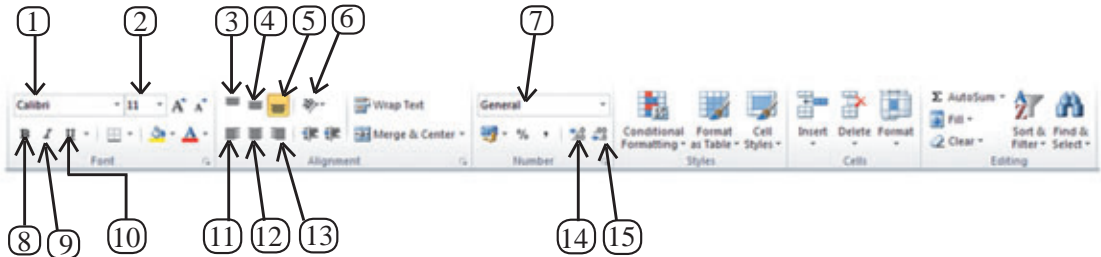 1 2 3 4 5 6 7
Calibri 11 A A Wrap Text General Σ AutoSum
B I U A Merge & Center % , Conditional Formatting Format as Table Cell Styles Insert Delete Format Fill Clear Sort & Filter Find & Select
Font Alignment Number Styles Cells Editing
8 9 10 11 12 13 14 15